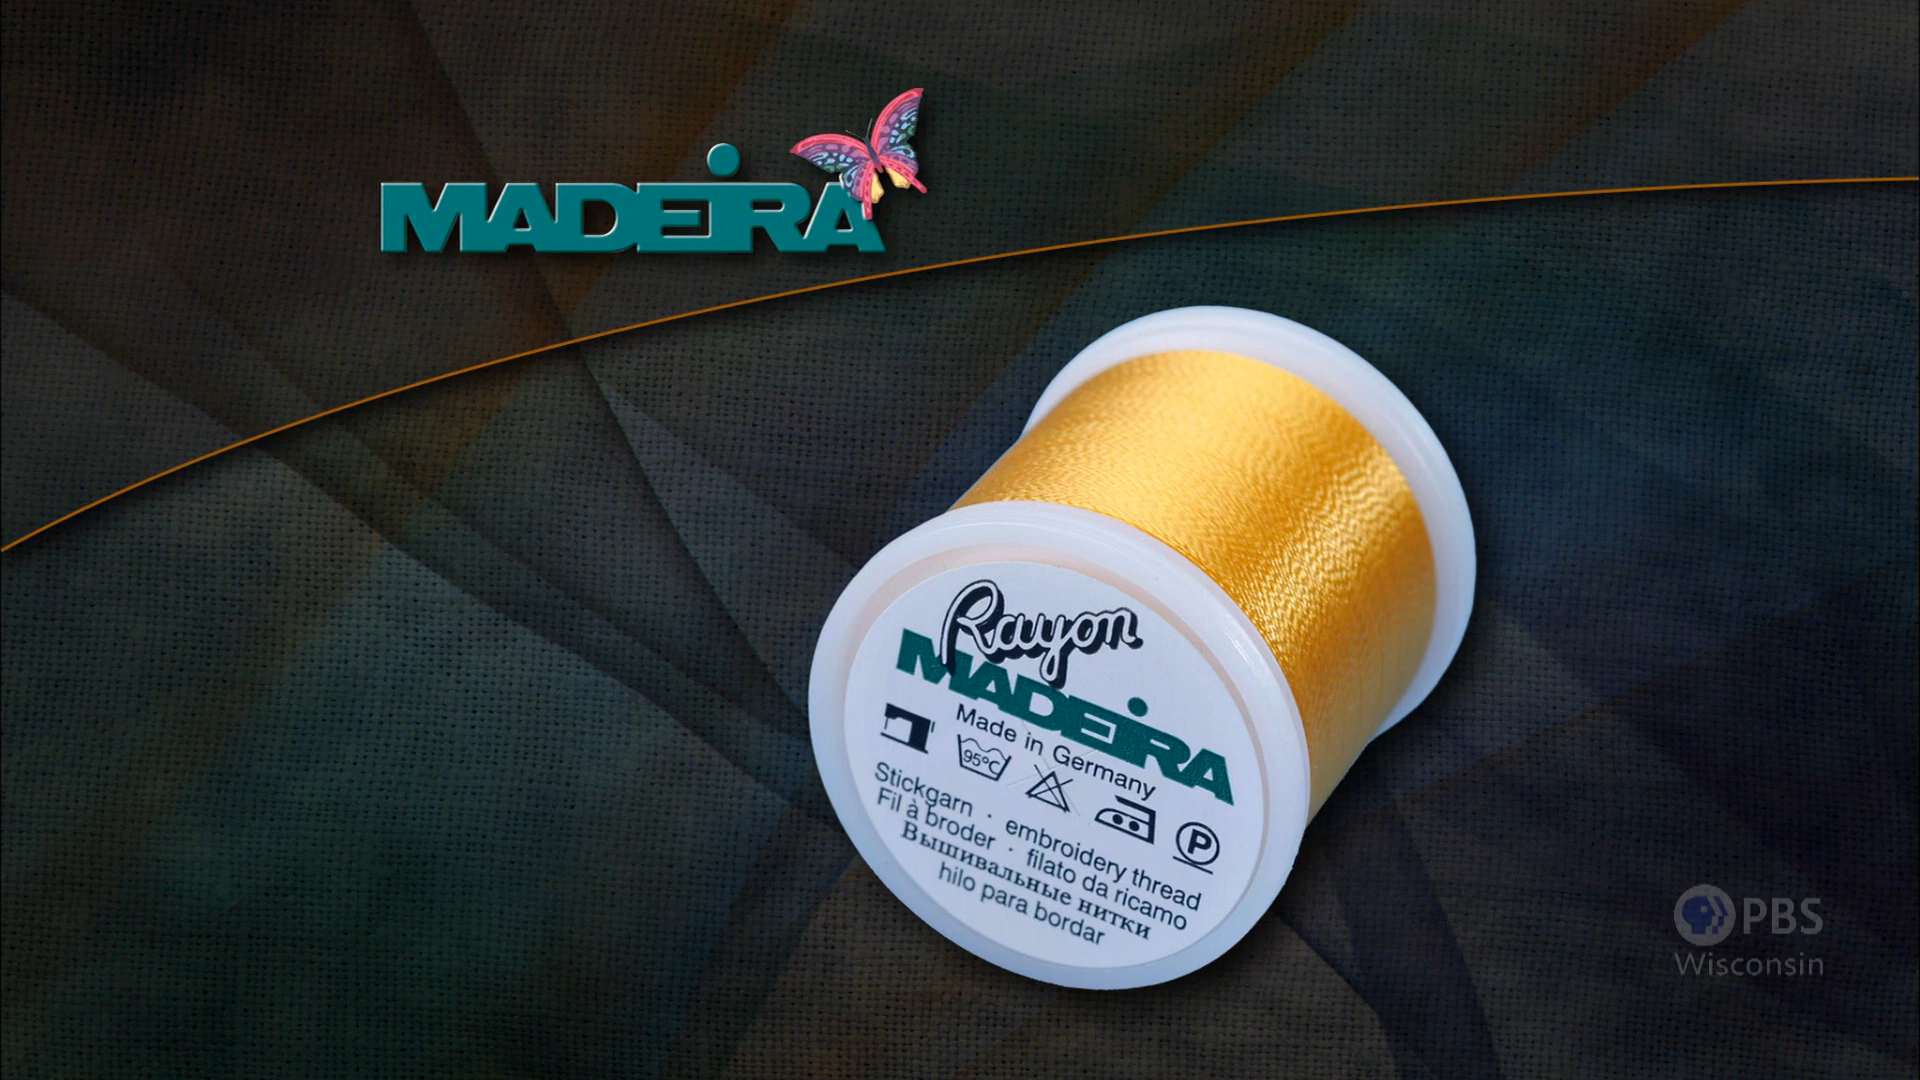 MADEIRA
Rayon
MADEIRA
Made in Germany
95°C
P
Stickgarn · embroidery thread
Fil à broder · filato da ricamo
Вышивальные нитки
hilo para bordar
PBS
Wisconsin